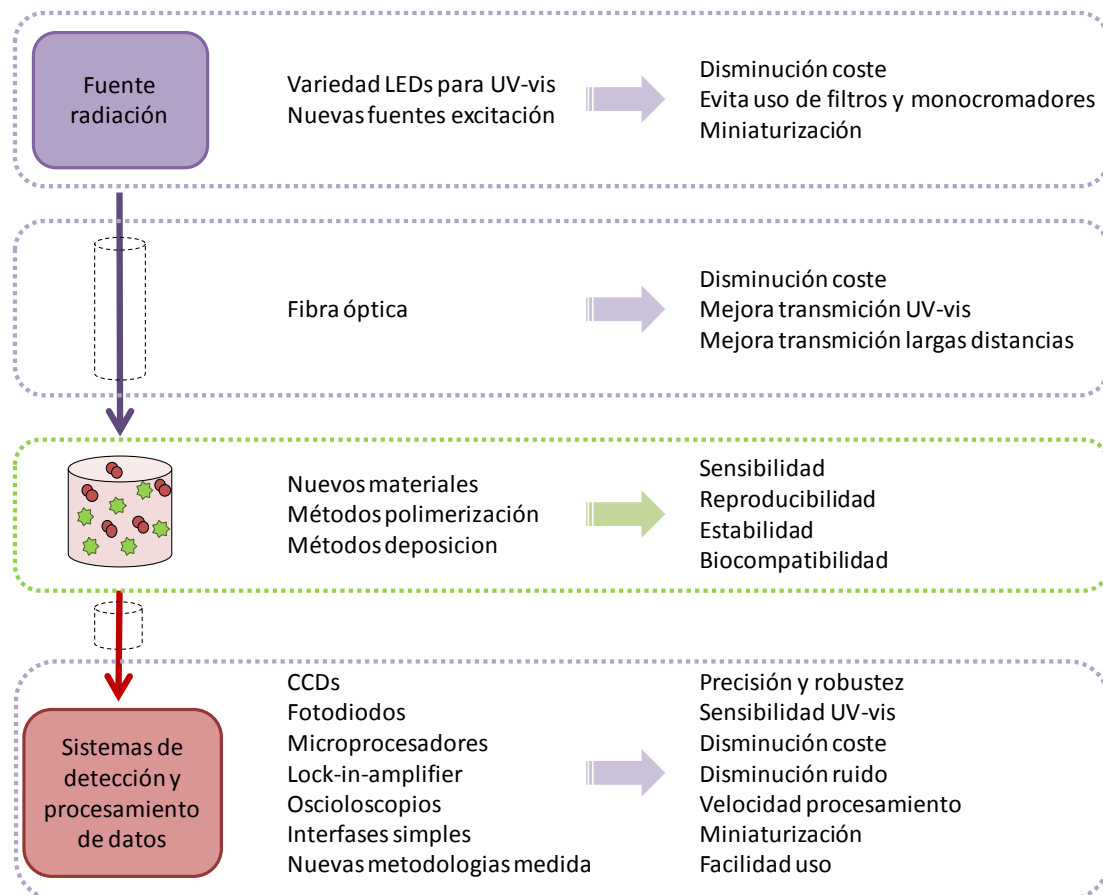 Fuente
radiación
Variedad LEDs para UV-vis
Nuevas fuentes excitación
Disminución coste
Evita uso de filtros y monocromadores
Miniaturización
Fibra óptica
Disminución coste
Mejora transmición UV-vis
Mejora transmición largas distancias
Nuevos materiales
Métodos polimerización
Métodos deposicion
Sensibilidad
Reproducibilidad
Estabilidad
Biocompatibilidad
Sistemas de
detección y
procesamiento
de datos
CCDs
Fotodiodos
Microprocesadores
Lock-in-amplifier
Oscioloscopios
Interfases simples
Nuevas metodologias medida
Precisión y robustez
Sensibilidad UV-vis
Disminución coste
Disminución ruido
Velocidad procesamiento
Miniaturización
Facilidad uso